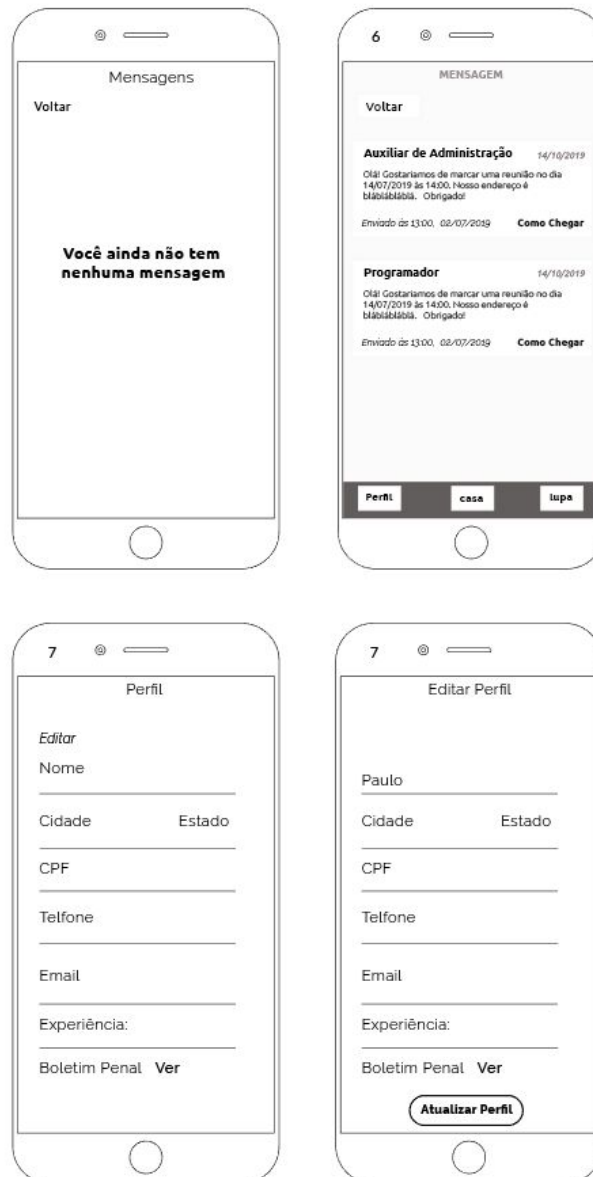 Mensagens
Voltar
Você ainda não tem
nenhuma mensagem
6
MENSAGEM
Voltar
Auxiliar de Administração 14/10/2019
Olá! Gostaríamos de marcar uma reunião no dia
14/07/2019 às 14:00. Nosso endereço é
bláblábláblá. Obrigado!
Enviado às 13:00, 02/07/2019 Como Chegar
Programador 14/10/2019
Olá! Gostaríamos de marcar uma reunião no dia
14/07/2019 às 14:00. Nosso endereço é
bláblábláblá. Obrigado!
Enviado às 13:00, 02/07/2019 Como Chegar
Perfil casa lupa
7
Perfil
Editar
Nome
Cidade Estado
CPF
Telfone
Email
Experiência:
Boletim Penal Ver
7
Editar Perfil
Paulo
Cidade Estado
CPF
Telfone
Email
Experiência:
Boletim Penal Ver
Atualizar Perfil